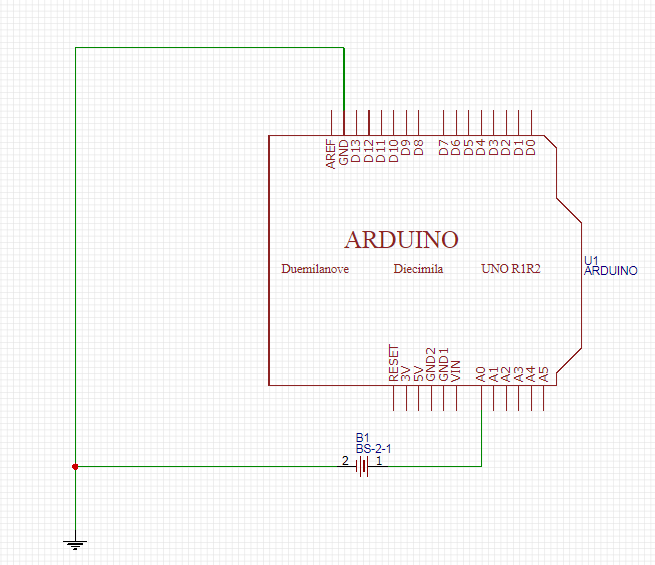 AREF
GND
D13
D12
D11
D10
D9
D8
D7
D6
D5
D4
D3
D2
D1
D0
ARDUINO
Duemilanove
Diecimila
UNO R1R2
U1
ARDUINO
RESET
3V
5V
GND2
GND1
VIN
A0
A1
A2
A3
A4
A5
B1
BS-2-1
2
1